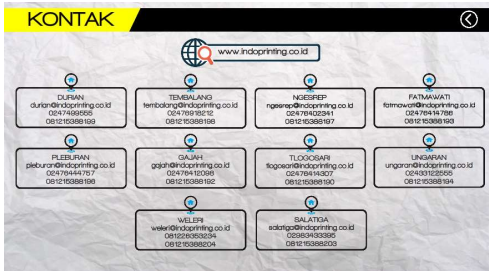 KONTAK
www.indoprinting.co.id
DURIAN
durian@indoprinting.co.id
0247499555
081215388199
TEMBALANG
tembalang@indoprinting.co.id
02476918212
081215388198
NGESREP
ngesrep@indoprinting.co.id
02476402341
081215388197
FATMAWATI
fatmawati@indoprinting.co.id
02476414786
081215388193
PLEBURAN
pleburan@indoprinting.co.id
02476444757
081215388196
GAJAH
gajah@indoprinting.co.id
02476412098
081215388192
TLOGOSARI
tlogosari@indoprinting.co.id
02476414307
081215388190
UNGARAN
ungaran@indoprinting.co.id
02433122555
081215388194
WELERI
weleri@indoprinting.co.id
081226353234
081215388204
SALATIGA
salatiga@indoprinting.co.id
02983433395
081215388203